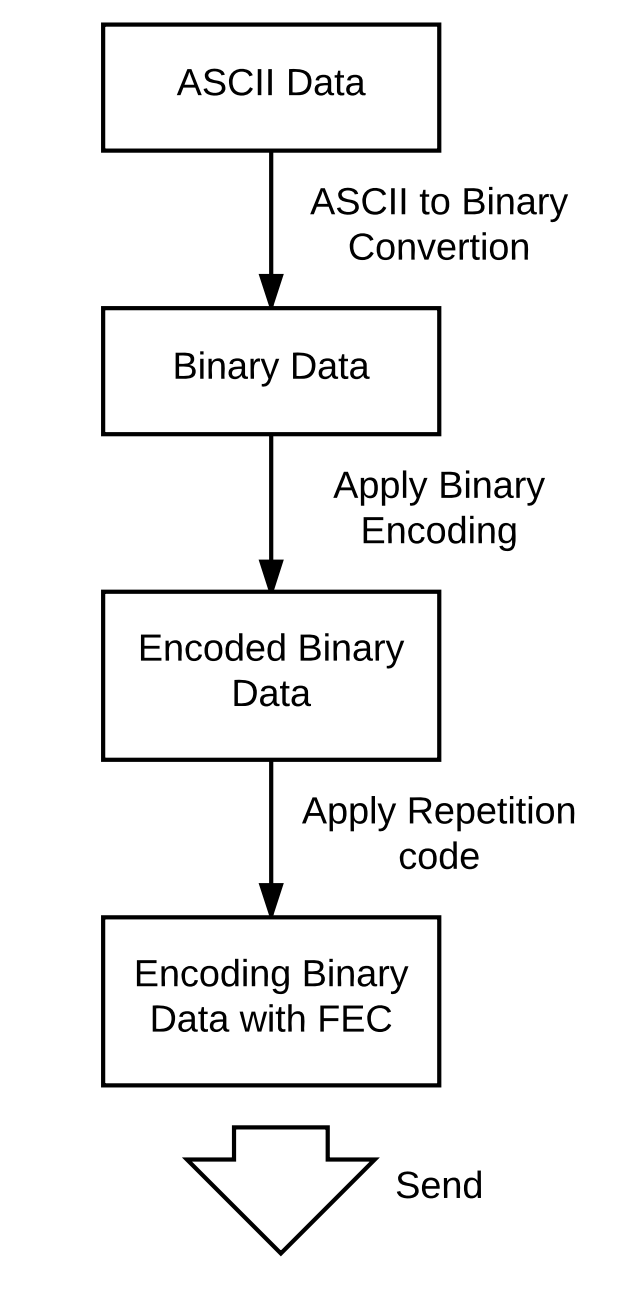 ASCII Data
ASCII to Binary
Convertion
Binary Data
Apply Binary
Encoding
Encoded Binary
Data
Apply Repetition
code
Encoding Binary
Data with FEC
Send